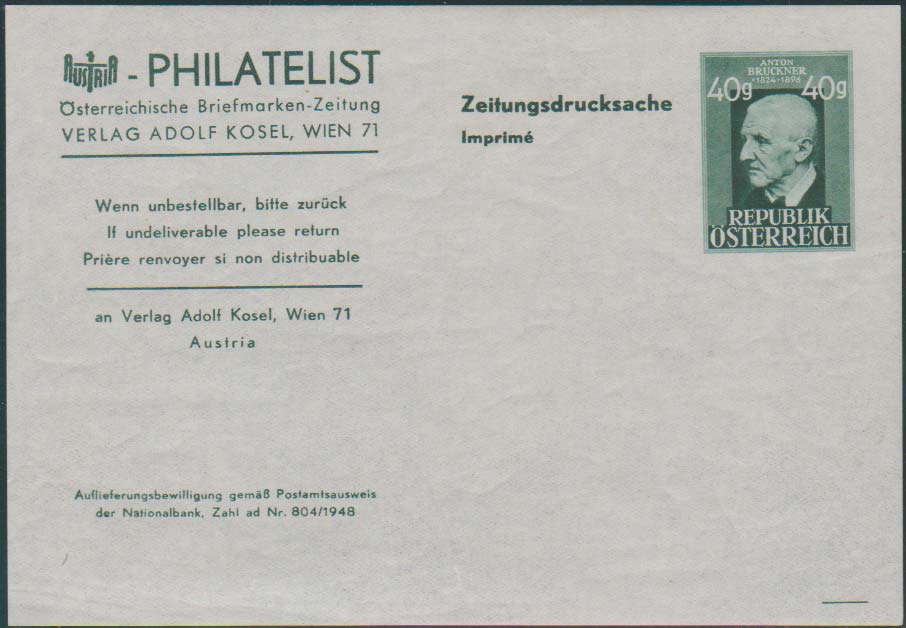 AUSTRIA - PHILATELIST
Österreichische Briefmarken-Zeitung
VERLAG ADOLF KOSEL, WIEN 71
Wenn unbestellbar, bitte zurück
If undeliverable please return
Prière renvoyer si non distribuable
an Verlag Adolf Kosel, Wien 71
Austria
Auflieferungsbewilligung gemäß Postamtsausweis
der Nationalbank, Zahl ad Nr. 804/1948
Zeitungsdrucksache
Imprimé
ANTON
BRUCKNER
*1824-1896
40g 40g
REPUBLIK
ÖSTERREICH